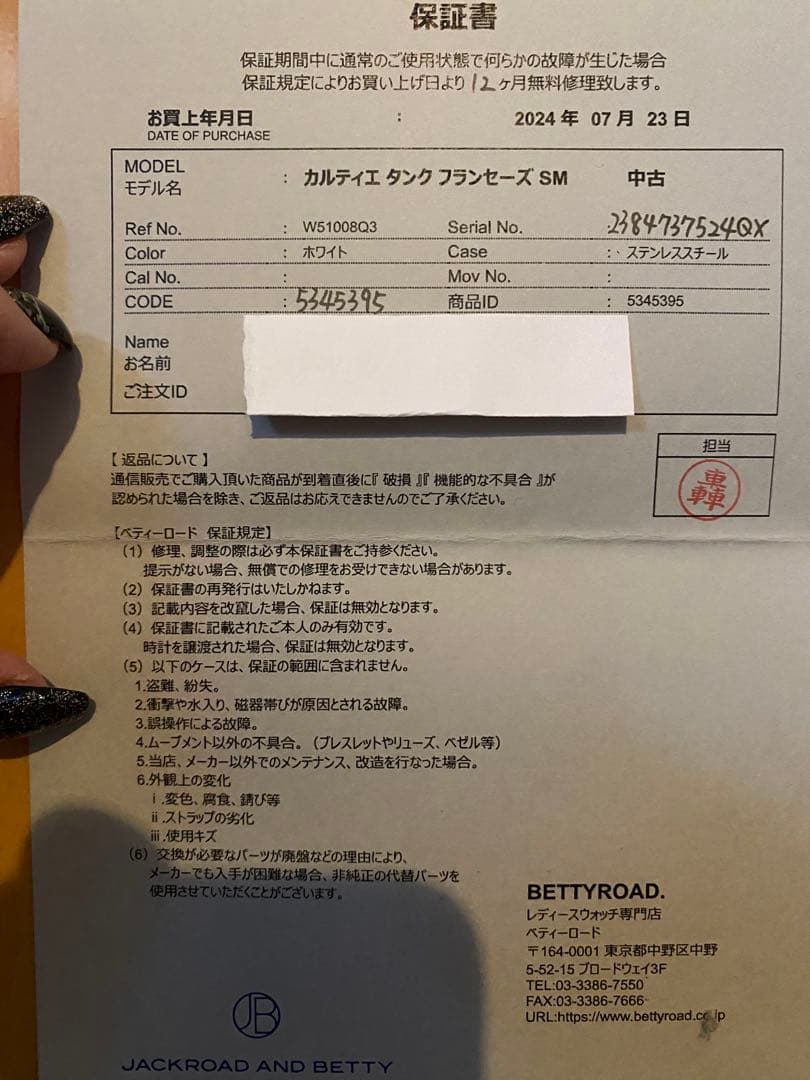 保証書
保証期間中に通常のご使用状態で何らかの故障が生じた場合
保証規定によりお買い上げ日より12ヶ月無料修理致します。
お買上年月日 : 2024 年 07 月 23 日
DATE OF PURCHASE
MODEL
モデル名 : カルティエ タンク フランセーズ SM 中古
Ref No. : W51008Q3 Serial No. : 2384737524QX
Color : ホワイト Case : ステンレススチール
Cal No. : Mov No. :
CODE : 5345395 商品ID : 5345395
Name
お名前
ご注文ID
【 返品について 】
通信販売でご購入頂いた商品が到着直後に『 破損 』『 機能的な不具合 』が
認められた場合を除き、ご返品はお応えできませんのでご了承ください。
担当
轟
【ベティーロード 保証規定】
（1）修理、調整の際は必ず本保証書をご持参ください。
提示がない場合、無償での修理をお受けできない場合があります。
（2）保証書の再発行はいたしかねます。
（3）記載内容を改竄した場合、保証は無効となります。
（4）保証書に記載されたご本人のみ有効です。
時計を譲渡された場合、保証は無効となります。
（5）以下のケースは、保証の範囲に含まれません。
1.盗難、紛失。
2.衝撃や水入り、磁器帯びが原因とされる故障。
3.誤操作による故障。
4.ムーブメント以外の不具合。（ブレスレットやリューズ、ベゼル等）
5.当店、メーカー以外でのメンテナンス、改造を行なった場合。
6.外観上の変化
ⅰ.変色、腐食、錆び等
ⅱ.ストラップの劣化
ⅲ.使用キズ
（6）交換が必要なパーツが廃盤などの理由により、
メーカーでも入手が困難な場合、非純正の代替パーツを
使用させていただくことがございます。
BETTYROAD.
レディースウォッチ専門店
ベティーロード
〒164-0001 東京都中野区中野
5-52-15 ブロードウェイ3F
TEL:03-3386-7550
FAX:03-3386-7666
URL:https://www.bettyroad.co.jp
JB
JACKROAD AND BETTY